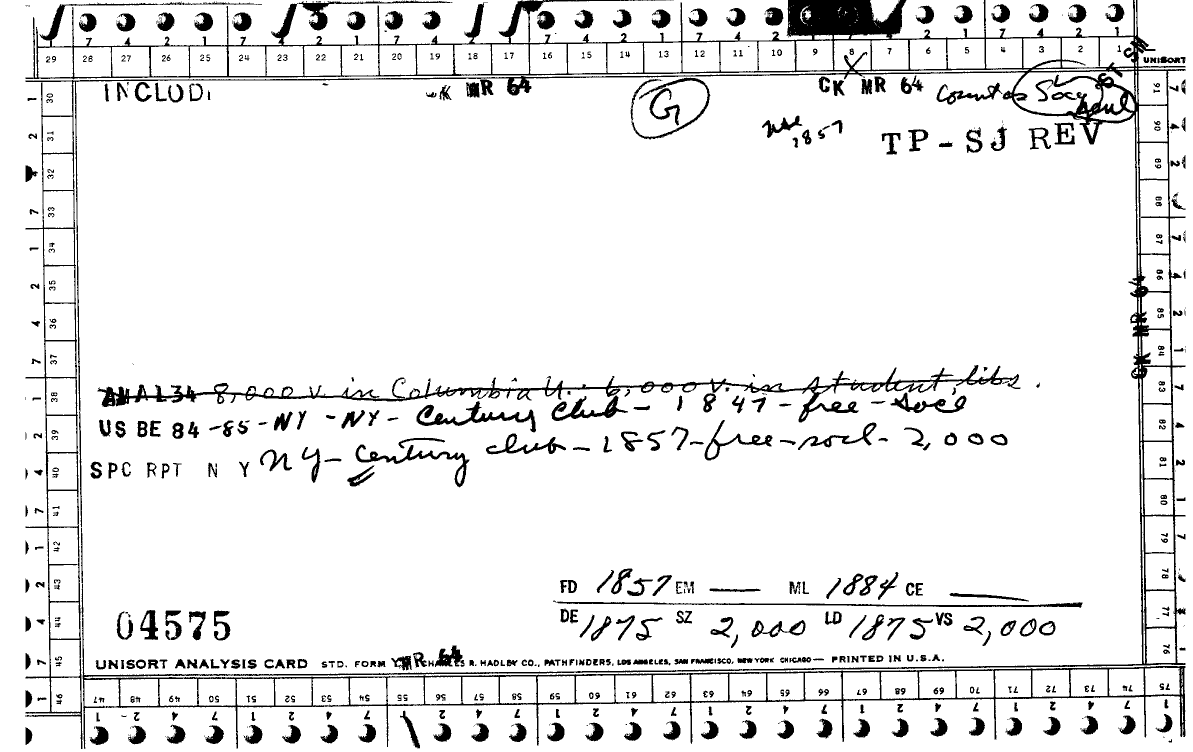 7 4 2 1 7 4 2 1 7 4 2 1 7 4 2 1 7 4 2 1 7 4 2 1
29 28 27 26 25 24 23 22 21 20 19 18 17 16 15 14 13 12 11 10 9 8 7 6 5 4 3 2 1 UNISORT
INCLUDI MR 64 G CK MR 64 Count as Socy
use 1857 TP-SJ REV
CK MR 64
ANAL34 8,000 v. in Columbia U. 6,000 v. in student libs.
US BE 84-85-NY-NY-Century Club-1847-free-socl
SPC RPT N Y NY-Century club-1857-free-socl-2,000
FD 1857 EM — ML 1884 CE —
04575 DE 1875 SZ 2,000 LD 1875 VS 2,000
UNISORT ANALYSIS CARD STD. FORM Y MR 64 CHARLES R. HADLEY CO., PATHFINDERS, LOS ANGELES, SAN FRANCISCO, NEW YORK CHICAGO — PRINTED IN U.S.A.
30 31 32 33 34 35 36 37 38 39 40 41 42 43 44 45 46
47 48 49 50 51 52 53 54 55 56 57 58 59 60 61 62 63 64 65 66 67 68 69 70 71 72 73 74 75
91 90 89 88 87 86 85 84 83 82 81 80 79 78 77 76